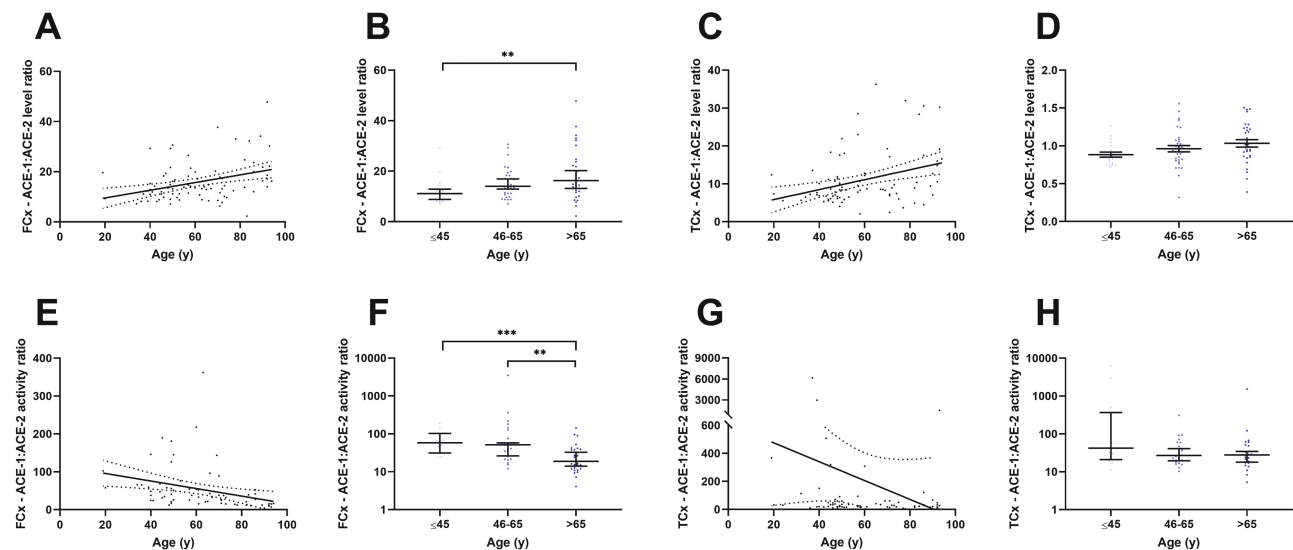 A
FCx - ACE-1:ACE-2 level ratio
60
40
20
0
0 20 40 60 80 100
Age (y)
B
FCx - ACE-1:ACE-2 level ratio
60
40
20
0
**
≤45 46-65 >65
Age (y)
C
TCx - ACE-1:ACE-2 level ratio
40
30
20
10
0
0 20 40 60 80 100
Age (y)
D
TCx - ACE-1:ACE-2 level ratio
2.0
1.5
1.0
0.5
0.0
≤45 46-65 >65
Age (y)
E
FCx - ACE-1:ACE-2 activity ratio
400
300
200
100
0
0 20 40 60 80 100
Age (y)
F
FCx - ACE-1:ACE-2 activity ratio
10000
1000
100
10
1
***
**
≤45 46-65 >65
Age (y)
G
TCx - ACE-1:ACE-2 activity ratio
9000
6000
3000
600
400
200
0
0 20 40 60 80 100
Age (y)
H
TCx - ACE-1:ACE-2 activity ratio
10000
1000
100
10
1
≤45 46-65 >65
Age (y)